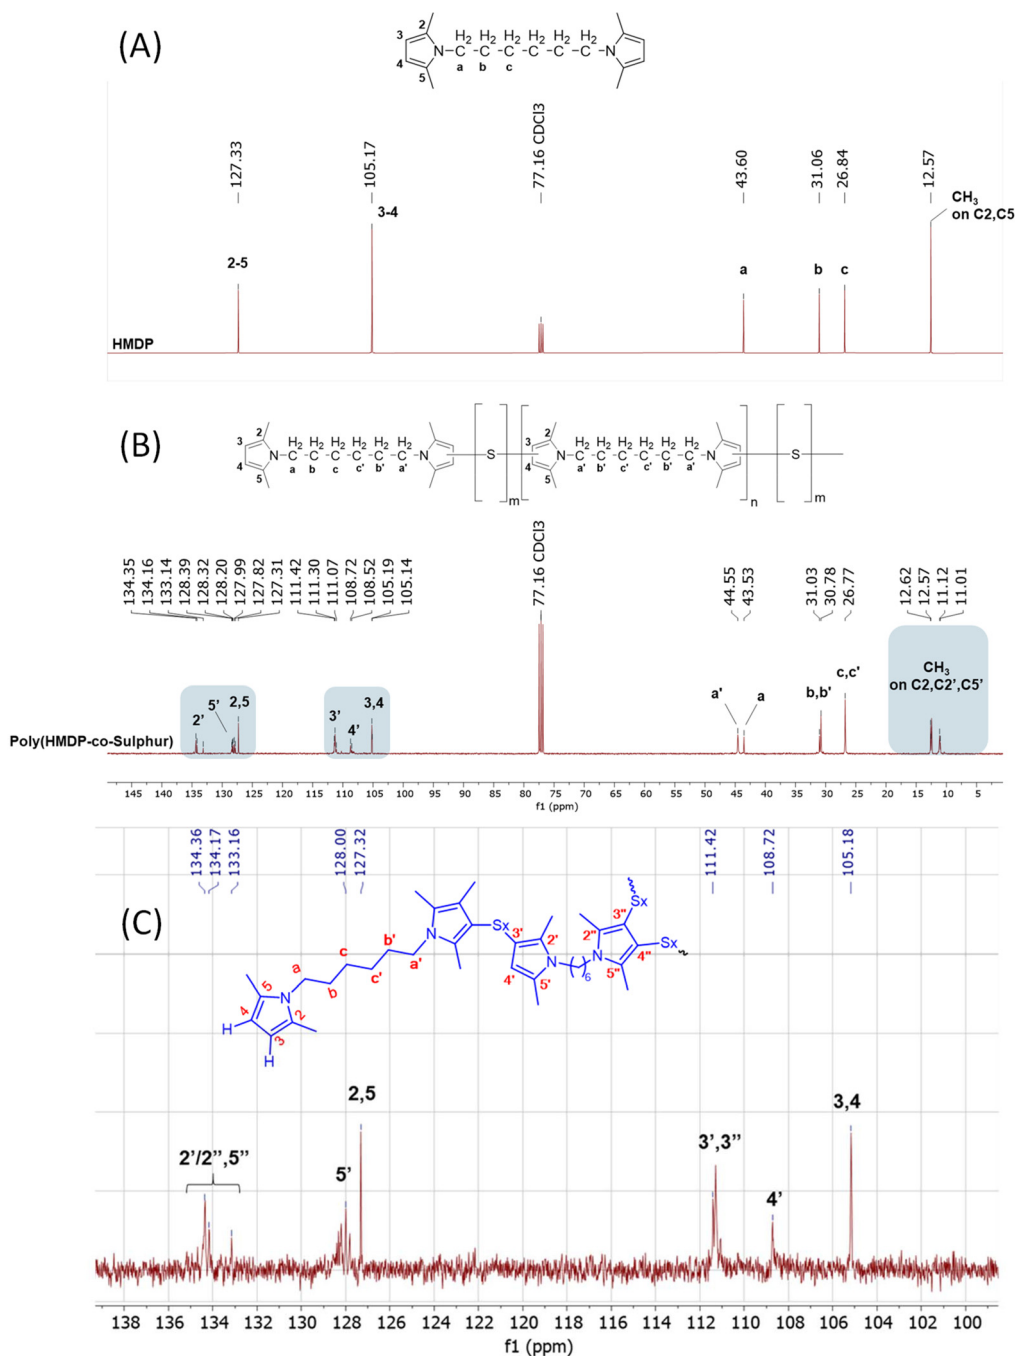 (A)
H2 H2 H2 H2 H2 H2
3 2 N-C-C-C-C-C-C-N
4 5 a b c
127.33 105.17 77.16 CDCl3 43.60 31.06 26.84 12.57
3-4
CH3
on C2,C5
2-5
a b c
HMDP
(B)
H2 H2 H2 H2 H2 H2 H2 H2 H2 H2 H2 H2
3 2 N-C-C-C-C-C-C-N S 3 2 N-C-C-C-C-C-C-N S
4 5 a b c c' b' a' 4 5 a' b' c' c' b' a'
m n m
134.35 134.16 133.14 128.39 128.32 128.20 127.99 127.82 127.31 111.42 111.30 111.07 108.72 108.52 105.19 105.14 77.16 CDCl3 44.55 43.53 31.03 30.78 26.77 12.62 12.57 11.12 11.01
CH3
on C2,C2',C5'
c,c'
2' 5' 2,5 3' 4' 3,4 a' a b,b'
Poly(HMDP-co-Sulphur)
145 135 130 125 120 115 110 105 100 95 90 85 80 75 70 65 60 55 50 45 40 35 30 25 20 15 10 5
f1 (ppm)
134.36 134.17 133.16 128.00 127.32 111.42 108.72 105.18
(C)
Sx
3"
Sx 3' 2' 2" 4" Sx
b' N a' N 6 N
c c' 4' 5' 5"
a b
5 N
4 2
H 3
H
2,5 3,4
2'/2",5" 5' 3',3" 4'
138 136 134 132 130 128 126 124 122 120 118 116 114 112 110 108 106 104 102 100
f1 (ppm)